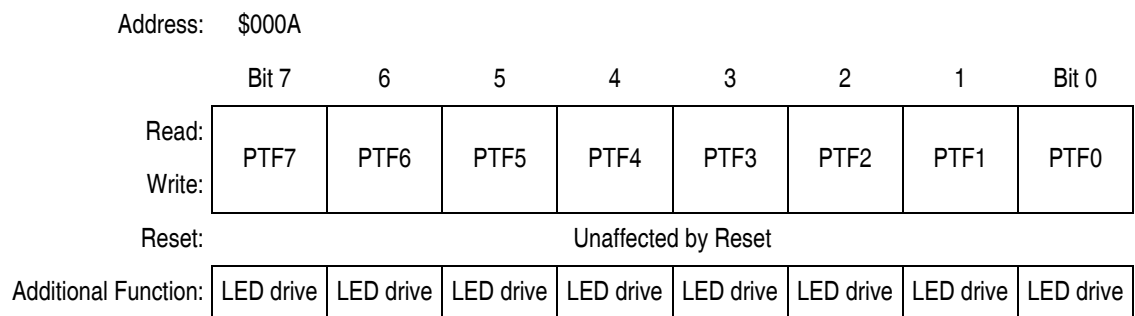 Address: $000A
Bit 7 6 5 4 3 2 1 Bit 0
Read:
PTF7 PTF6 PTF5 PTF4 PTF3 PTF2 PTF1 PTF0
Write:
Reset: Unaffected by Reset
Additional Function: LED drive LED drive LED drive LED drive LED drive LED drive LED drive LED drive